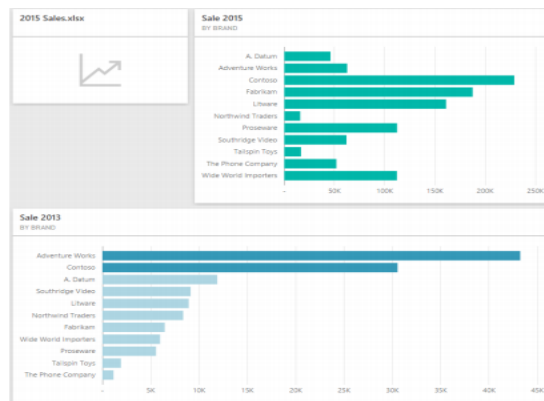 2015 Sales.xlsx
Sale 2015
BY BRAND
A. Datum
Adventure Works
Contoso
Fabrikam
Litware
Northwind Traders
Proseware
Southridge Video
Tailspin Toys
The Phone Company
Wide World Importers
- 50K 100K 150K 200K 250K
Sale 2013
BY BRAND
Adventure Works
Contoso
A. Datum
Southridge Video
Litware
Northwind Traders
Fabrikam
Wide World Importers
Proseware
Tailspin Toys
The Phone Company
- 5K 10K 15K 20K 25K 30K 35K 40K 45K